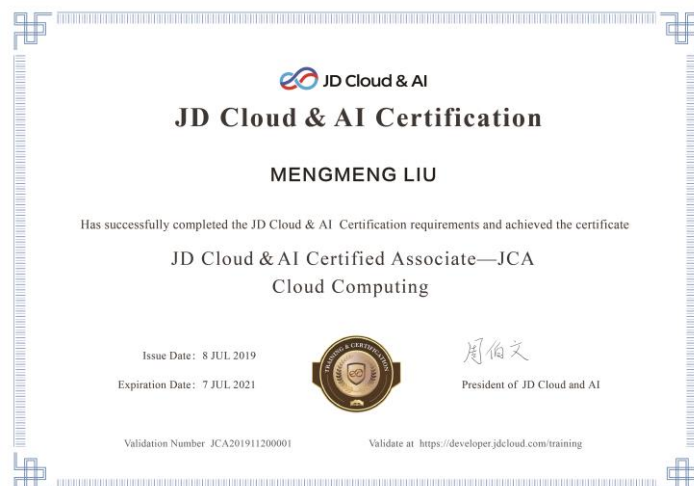 JD Cloud & AI
JD Cloud & AI Certification
MENGMENG LIU
Has successfully completed the JD Cloud & AI Certification requirements and achieved the certificate
JD Cloud & AI Certified Associate—JCA
Cloud Computing
Issue Date: 8 JUL 2019
Expiration Date: 7 JUL 2021
TRAINING & CERTIFICATION
周伯文
President of JD Cloud and AI
Validation Number JCA201911200001
Validate at https://developer.jdcloud.com/training